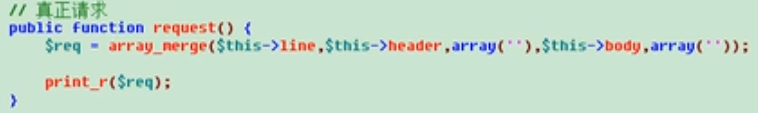 // 真正请求
public function request() {
$req = array_merge($this->line,$this->header,array(''),$this->body,array(''));
print_r($req);
}